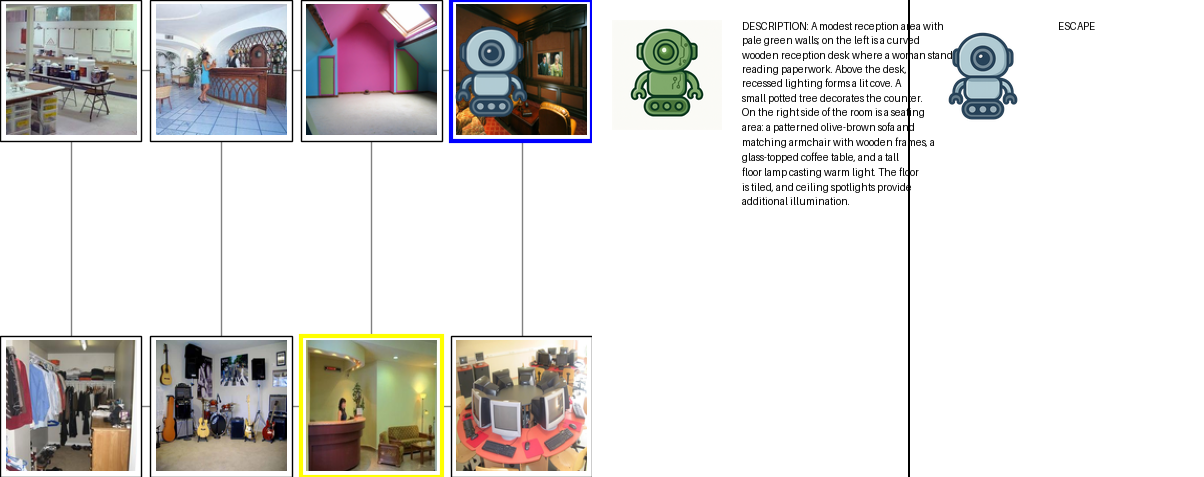 DESCRIPTION: A modest reception area with
pale green walls; on the left is a curved
wooden reception desk where a woman stands
reading paperwork. Above the desk,
recessed lighting forms a lit cove. A
small potted tree decorates the counter.
On the right side of the room is a seating
area: a patterned olive-brown sofa and
matching armchair with wooden frames, a
glass-topped coffee table, and a tall
floor lamp casting warm light. The floor
is tiled, and ceiling spotlights provide
additional illumination.
ESCAPE